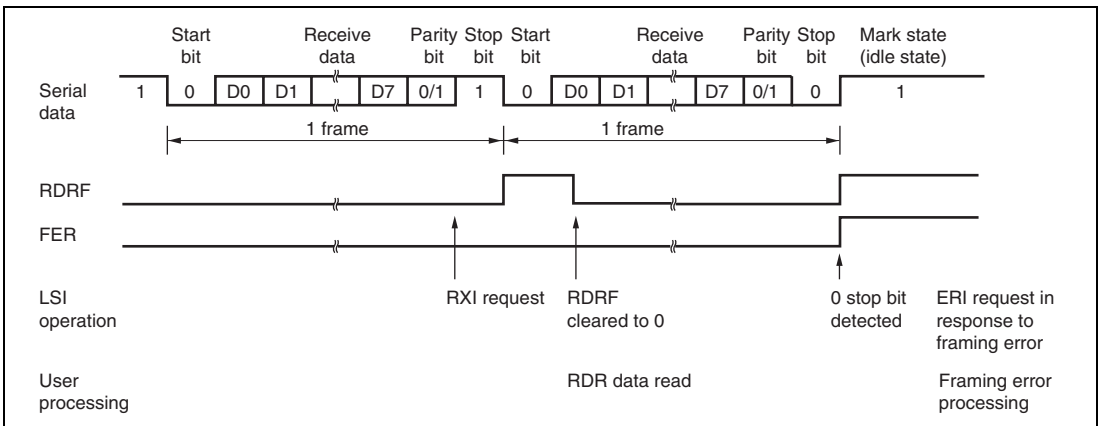 Start bit Receive data Parity bit Stop bit Start bit Receive data Parity bit Stop bit Mark state (idle state)
Serial data 1 0 D0 D1 D7 0/1 1 0 D0 D1 D7 0/1 0 1
1 frame 1 frame
RDRF
FER
LSI operation RXI request RDRF cleared to 0 0 stop bit detected ERI request in response to framing error
User processing RDR data read Framing error processing